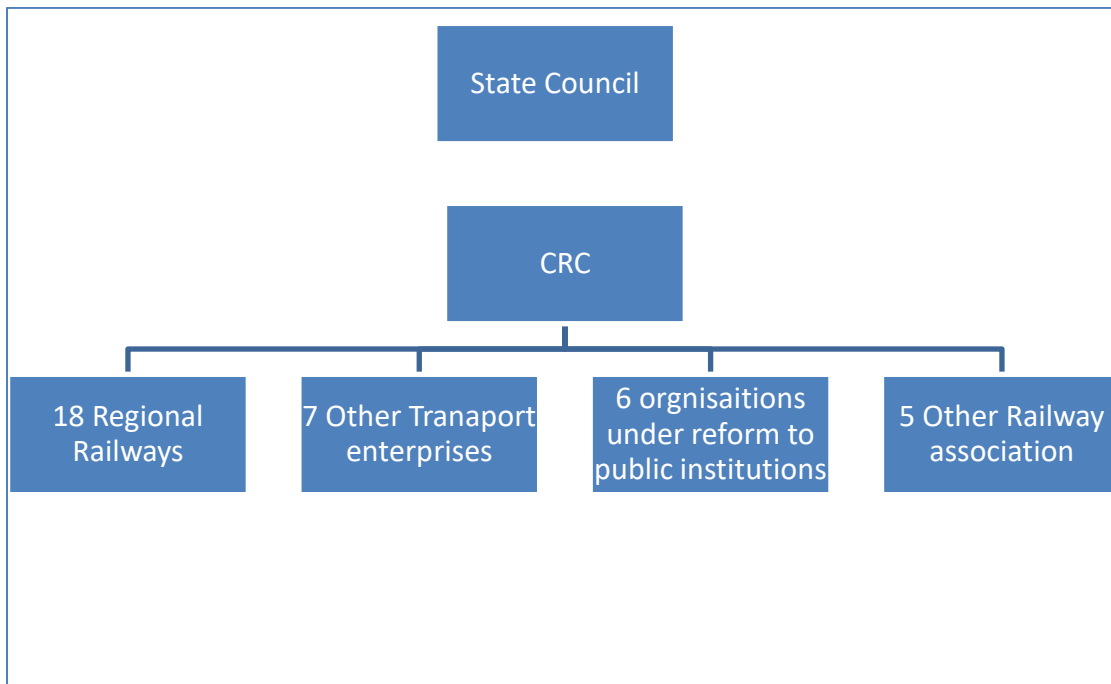 State Council
CRC
18 Regional
Railways
7 Other Tranaport
enterprises
6 orgnisaitions
under reform to
public institutions
5 Other Railway
association